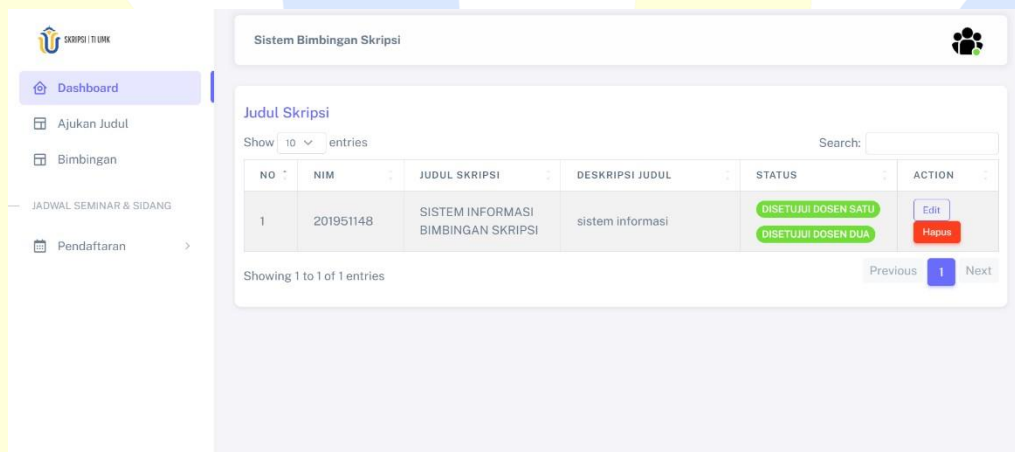 SKRIPSI | TI UMK
Sistem Bimbingan Skripsi
Dashboard
Ajukan Judul
Bimbingan
JADWAL SEMINAR & SIDANG
Pendaftaran
Judul Skripsi
Show 10 entries
Search:
NO NIM JUDUL SKRIPSI DESKRIPSI JUDUL STATUS ACTION
1 201951148 SISTEM INFORMASI BIMBINGAN SKRIPSI sistem informasi DISETUJUI DOSEN SATU DISETUJUI DOSEN DUA Edit Hapus
Showing 1 to 1 of 1 entries
Previous 1 Next